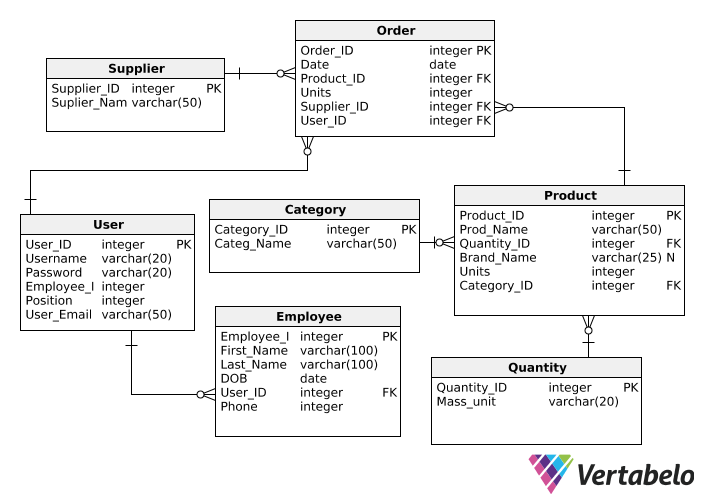 Order
Order_ID integer PK
Date date
Product_ID integer FK
Units integer
Supplier_ID integer FK
User_ID integer FK
Supplier
Supplier_ID integer PK
Suplier_Nam varchar(50)
User
User_ID integer PK
Username varchar(20)
Password varchar(20)
Employee_I integer
Position integer
User_Email varchar(50)
Category
Category_ID integer PK
Categ_Name varchar(50)
Product
Product_ID integer PK
Prod_Name varchar(50)
Quantity_ID integer FK
Brand_Name varchar(25) N
Units integer
Category_ID integer FK
Employee
Employee_I integer PK
First_Name varchar(100)
Last_Name varchar(100)
DOB date
User_ID integer FK
Phone integer
Quantity
Quantity_ID integer PK
Mass_unit varchar(20)
Vertabelo